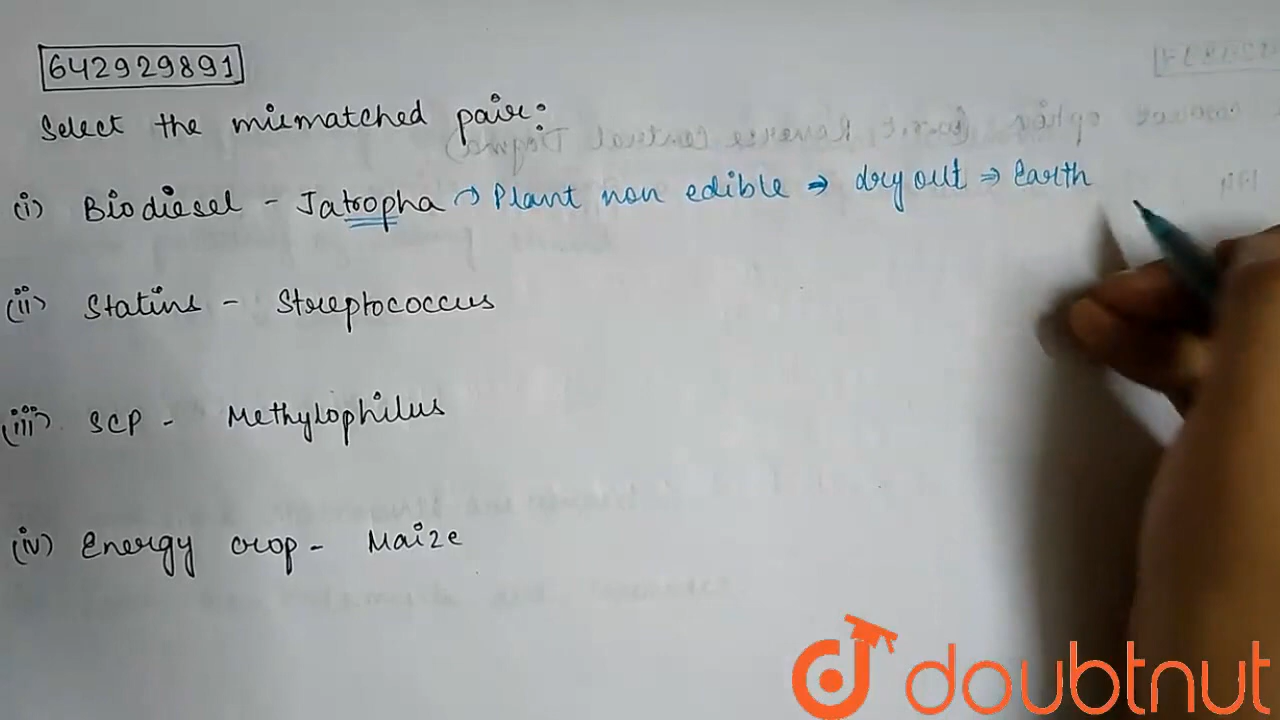 642929891
Select the mismatched pair:
(i) Biodiesel - Jatropha → Plant non edible ⇒ dry out ⇒ Earth
(ii) Statins - Streptococcus
(iii) SCP - Methylophilus
(iv) Energy crop - Maize
doubtnut